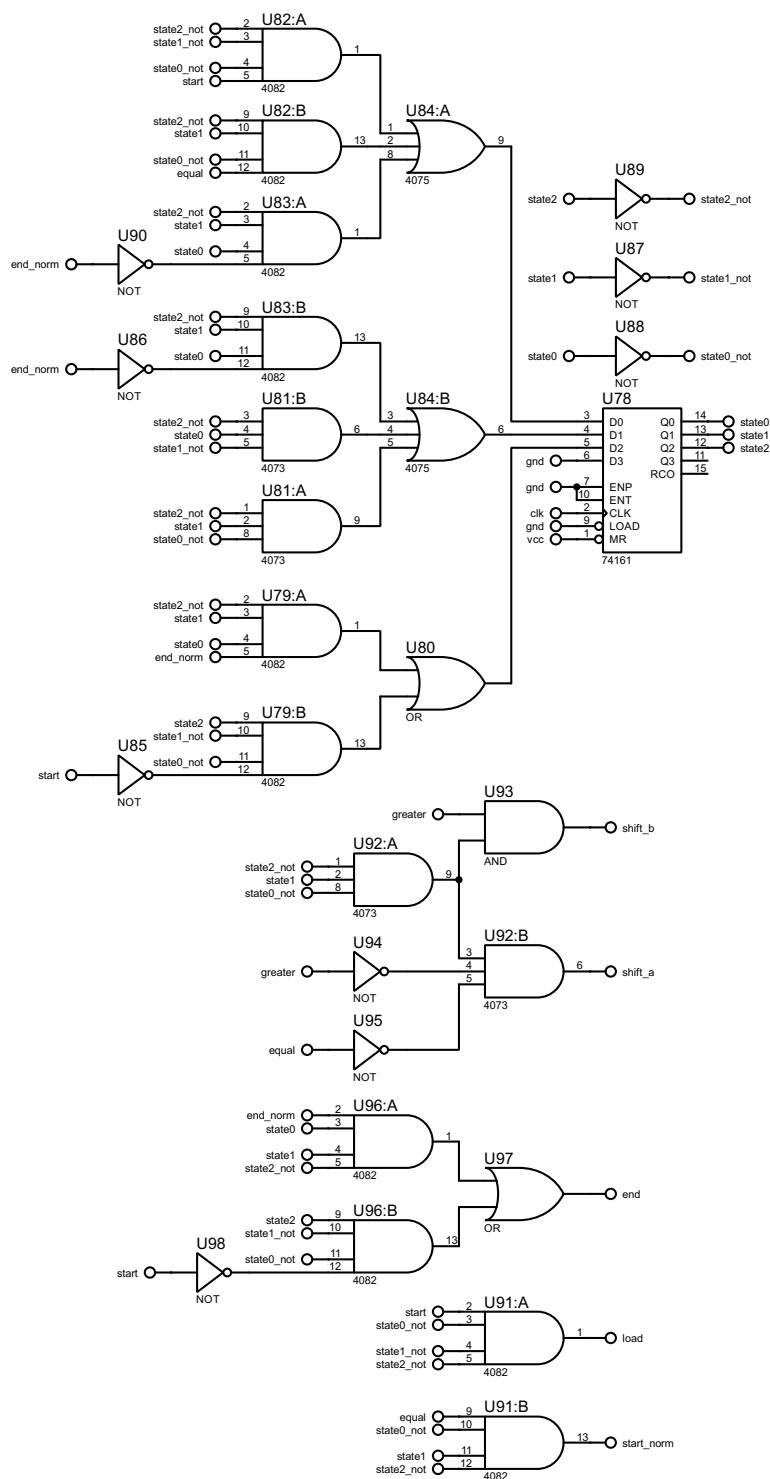 U82:A
state2_not 2
state1_not 3
1
state0_not 4
start 5
4082
U82:B
state2_not 9
state1 10
13
state0_not 11
equal 12
4082
U84:A
1
2
8
9
4075
U83:A
state2_not 2
state1 3
1
state0 4
5
4082
U90
end_norm
NOT
U89
state2 state2_not
NOT
U87
state1 state1_not
NOT
U88
state0 state0_not
NOT
U83:B
state2_not 9
state1 10
13
state0 11
12
4082
U86
end_norm
NOT
U81:B
state2_not 3
state0 4 6
state1_not 5
4073
U84:B
3
4 6
5
4075
U81:A
state2_not 1
state1 2 9
state0_not 8
4073
U78
3 D0 Q0 14 state0
4 D1 Q1 13 state1
5 D2 Q2 12 state2
gnd 6 D3 Q3 11
RCO 15
gnd 7 ENP
10 ENT
clk 2 CLK
gnd 9 LOAD
vcc 1 MR
74161
U79:A
state2_not 2
state1 3
1
state0 4
end_norm 5
4082
U80
OR
U79:B
state2 9
state1_not 10
13
state0_not 11
12
4082
U85
start
NOT
U93
greater
shift_b
AND
U92:A
state2_not 1
state1 2 9
state0_not 8
4073
U92:B
3
4 6 shift_a
5
4073
U94
greater
NOT
U95
equal
NOT
U96:A
end_norm 2
state0 3
1
state1 4
state2_not 5
4082
U97
end
OR
U96:B
state2 9
state1_not 10
13
state0_not 11
12
4082
U98
start
NOT
U91:A
start 2
state0_not 3
1 load
state1_not 4
state2_not 5
4082
U91:B
equal 9
state0_not 10
13 start_norm
state1 11
state2_not 12
4082